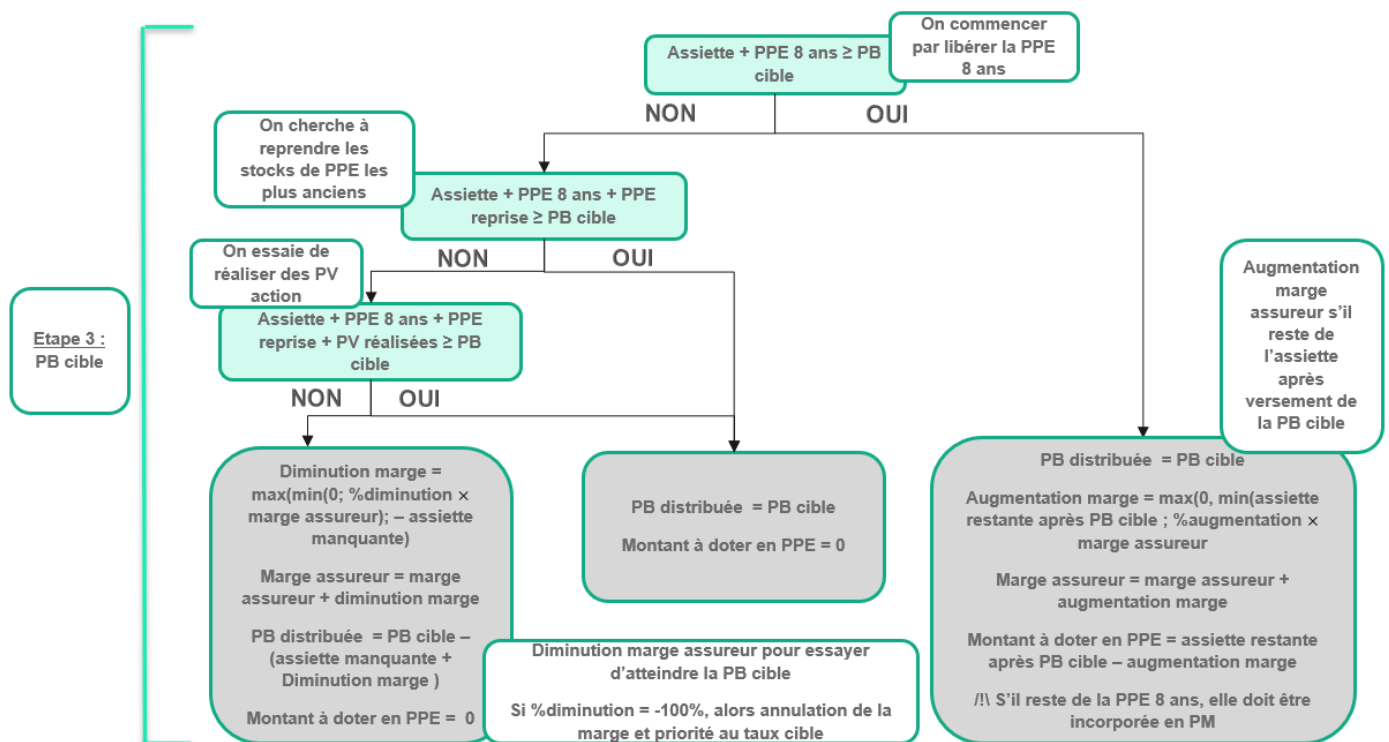 On commencer
par libérer la PPE
8 ans
Assiette + PPE 8 ans ≥ PB
cible
NON
OUI
On cherche à
reprendre les
stocks de PPE les
plus anciens
Assiette + PPE 8 ans + PPE
reprise ≥ PB cible
NON
OUI
On essaie de
réaliser des PV
action
Assiette + PPE 8 ans + PPE
reprise + PV réalisées ≥ PB
cible
NON
OUI
Etape 3 :
PB cible
Augmentation
marge
assureur s’il
reste de
l’assiette
après
versement de
la PB cible
Diminution marge =
max(min(0; %diminution ×
marge assureur); – assiette
manquante)
Marge assureur = marge
assureur + diminution marge
PB distribuée = PB cible –
(assiette manquante +
Diminution marge )
Montant à doter en PPE = 0
PB distribuée = PB cible
Montant à doter en PPE = 0
Diminution marge assureur pour essayer
d’atteindre la PB cible
Si %diminution = -100%, alors annulation de la
marge et priorité au taux cible
PB distribuée = PB cible
Augmentation marge = max(0, min(assiette
restante après PB cible ; %augmentation ×
marge assureur
Marge assureur = marge assureur +
augmentation marge
Montant à doter en PPE = assiette restante
après PB cible – augmentation marge
/!\ S’il reste de la PPE 8 ans, elle doit être
incorporée en PM